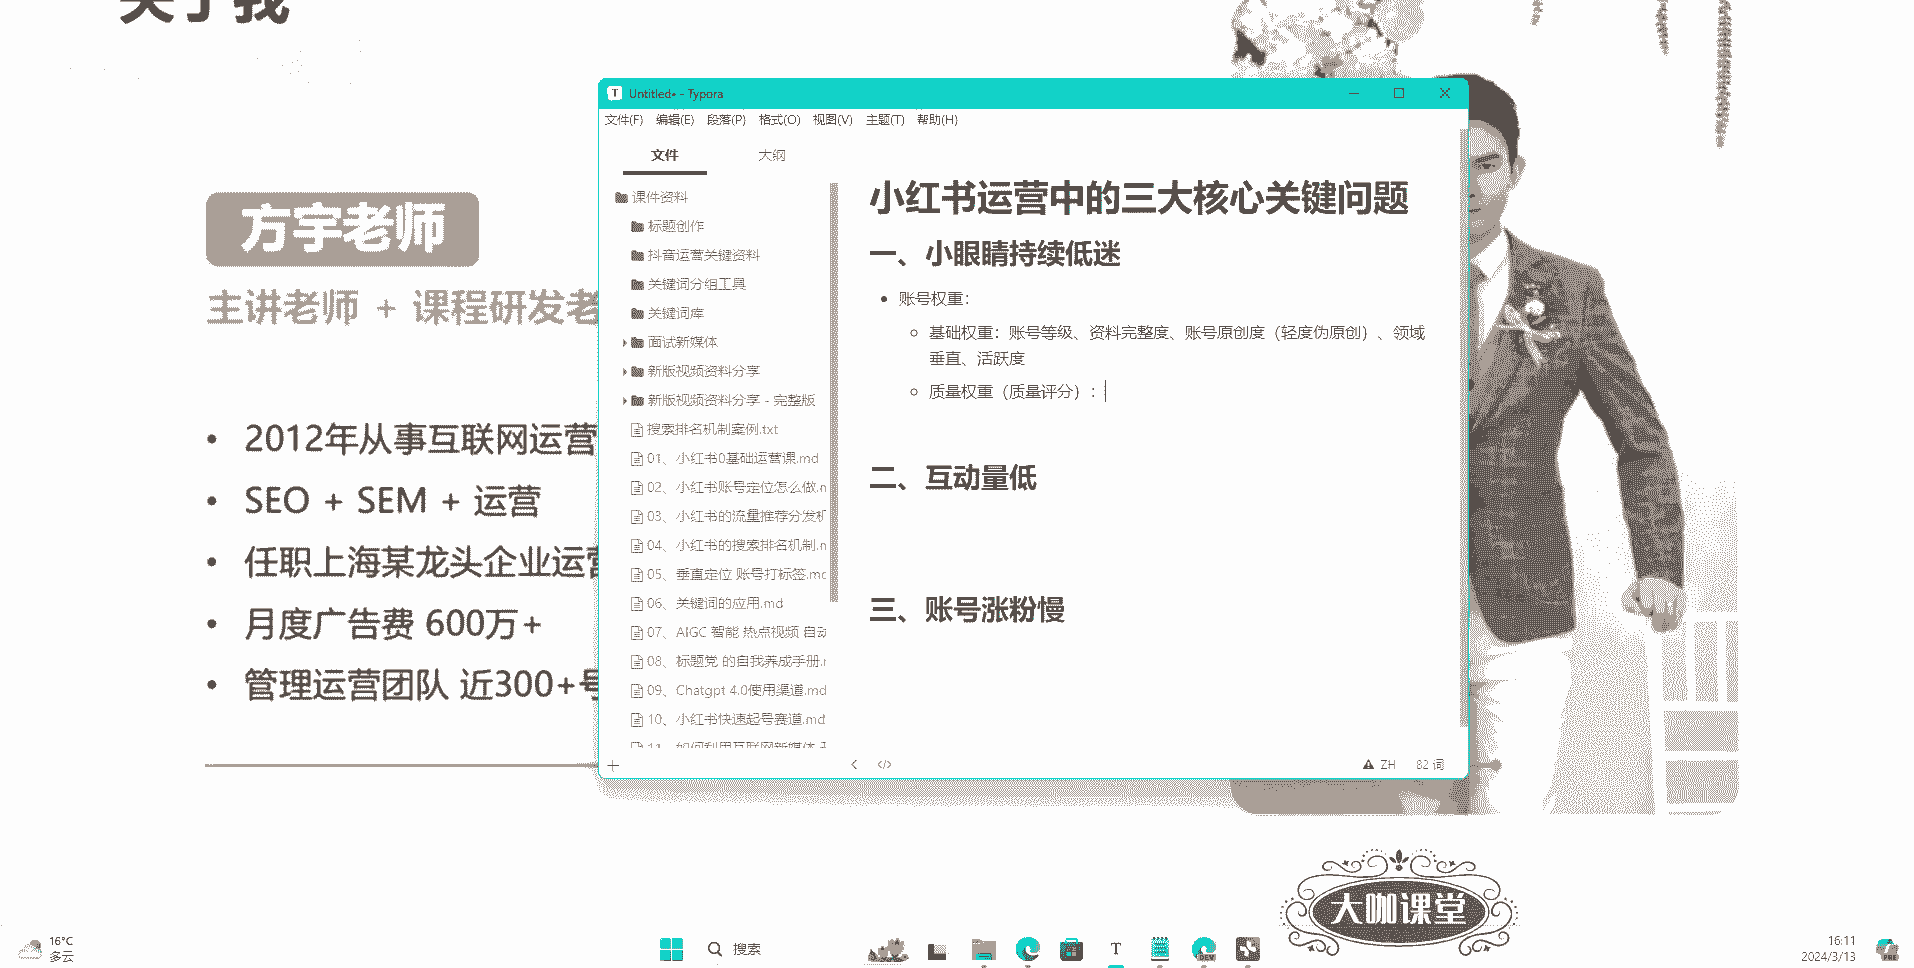 关于我
方宇老师
主讲老师 + 课程研发老
2012年从事互联网运营
SEO + SEM + 运营
任职上海某龙头企业运营
月度广告费 600万+
管理运营团队 近300+号
Untitled• - Typora
文件(F) 编辑(E) 段落(P) 格式(O) 视图(V) 主题(T) 帮助(H)
文件 大纲
课件资料
标题创作
抖音运营关键资料
关键词分组工具
关键词库
面试新媒体
新版视频资料分享
新版视频资料分享 - 完整版
搜索排名机制案例.txt
01、小红书0基础运营课.md
02、小红书账号定位怎么做.m
03、小红书的流量推荐分发机
04、小红书的搜索排名机制.m
05、垂直定位 账号打标签.md
06、关键词的应用.md
07、AIGC 智能 热点视频 自动
08、标题党 的自我养成手册.m
09、Chatgpt 4.0使用渠道.md
10、小红书快速起号赛道.md
11、如何利用互联网新媒体
小红书运营中的三大核心关键问题
一、小眼睛持续低迷
账号权重：
基础权重：账号等级、资料完整度、账号原创度（轻度伪原创）、领域
垂直、活跃度
质量权重（质量评分）：
二、互动量低
三、账号涨粉慢
ZH 82 词
大咖课堂
16°C
多云
搜索
T
DEV
16:11
2024/3/13
PRE